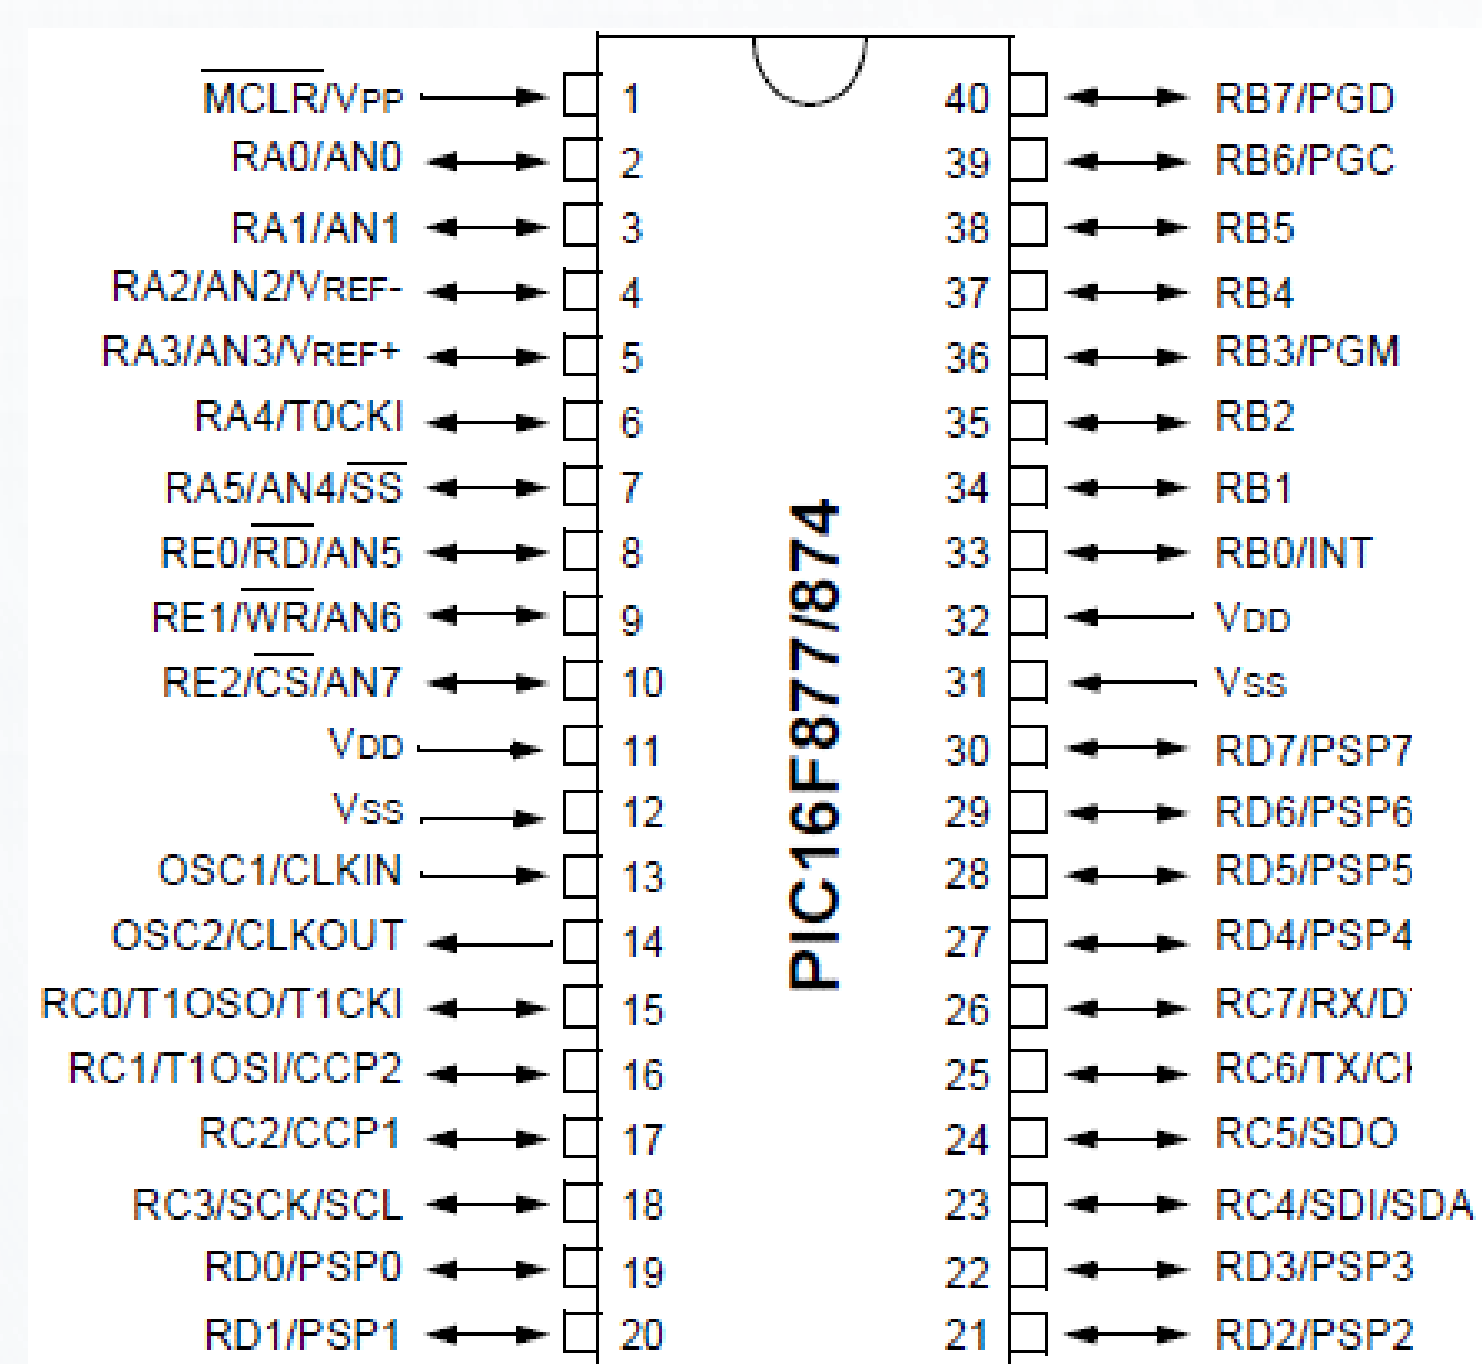 MCLR/VPP 1 40 RB7/PGD
RA0/AN0 2 39 RB6/PGC
RA1/AN1 3 38 RB5
RA2/AN2/VREF- 4 37 RB4
RA3/AN3/VREF+ 5 36 RB3/PGM
RA4/T0CKI 6 35 RB2
RA5/AN4/SS 7 34 RB1
RE0/RD/AN5 8 33 RB0/INT
RE1/WR/AN6 9 32 VDD
RE2/CS/AN7 10 31 VSS
VDD 11 30 RD7/PSP7
VSS 12 29 RD6/PSP6
OSC1/CLKIN 13 28 RD5/PSP5
OSC2/CLKOUT 14 27 RD4/PSP4
RC0/T1OSO/T1CKI 15 26 RC7/RX/
RC1/T1OSI/CCP2 16 25 RC6/TX/
RC2/CCP1 17 24 RC5/SDO
RC3/SCK/SCL 18 23 RC4/SDI/SDA
RD0/PSP0 19 22 RD3/PSP3
RD1/PSP1 20 21 RD2/PSP2
PIC16F877/874